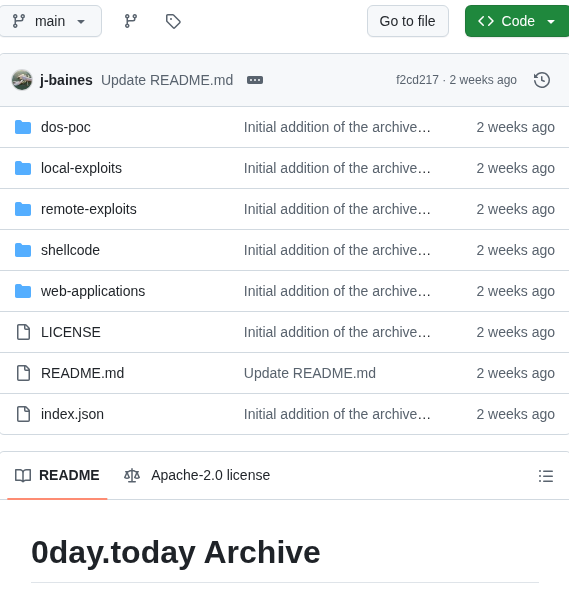 main Go to file Code
j-baines Update README.md f2cd217 · 2 weeks ago
dos-poc Initial addition of the archive… 2 weeks ago
local-exploits Initial addition of the archive… 2 weeks ago
remote-exploits Initial addition of the archive… 2 weeks ago
shellcode Initial addition of the archive… 2 weeks ago
web-applications Initial addition of the archive… 2 weeks ago
LICENSE Initial addition of the archive… 2 weeks ago
README.md Update README.md 2 weeks ago
index.json Initial addition of the archive… 2 weeks ago
README Apache-2.0 license
0day.today Archive